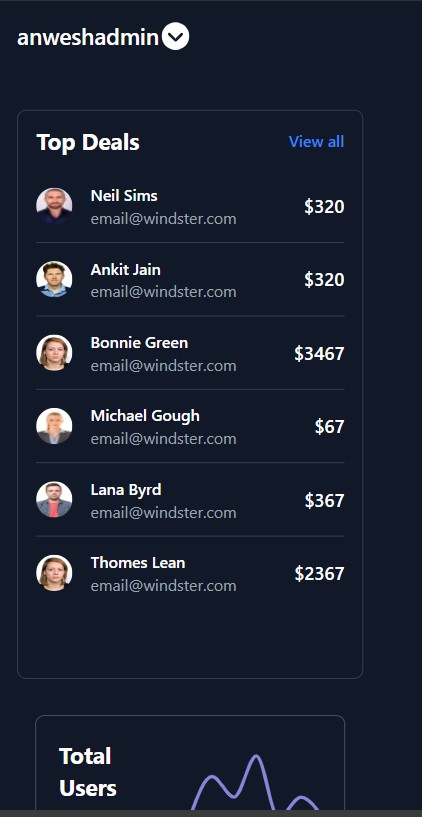 anweshadmin
Top Deals View all
Neil Sims
email@windster.com
$320
Ankit Jain
email@windster.com
$320
Bonnie Green
email@windster.com
$3467
Michael Gough
email@windster.com
$67
Lana Byrd
email@windster.com
$367
Thomes Lean
email@windster.com
$2367
Total
Users